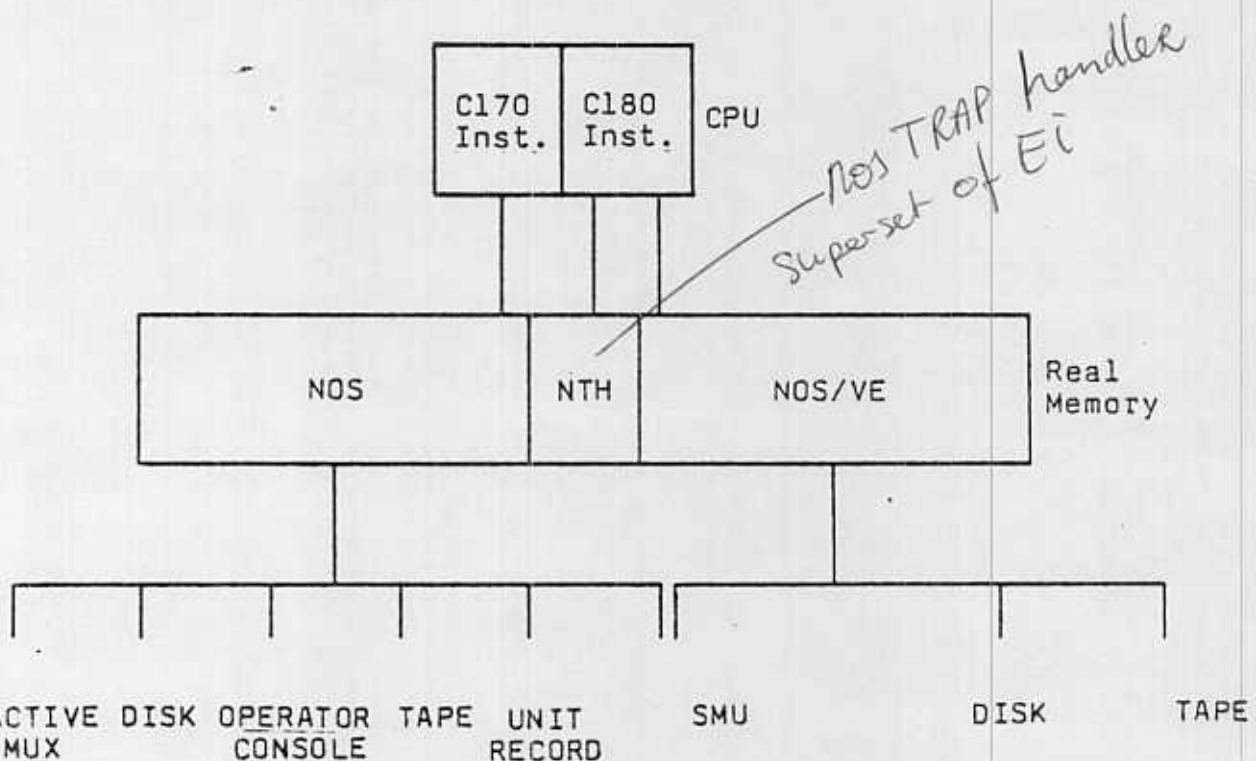 C170 C180 CPU
Inst. Inst.
nos TRAP handler
superset of Ei
NOS NTH NOS/VE Real
Memory
ACTIVE DISK OPERATOR TAPE UNIT SMU DISK TAPE
MUX CONSOLE RECORD